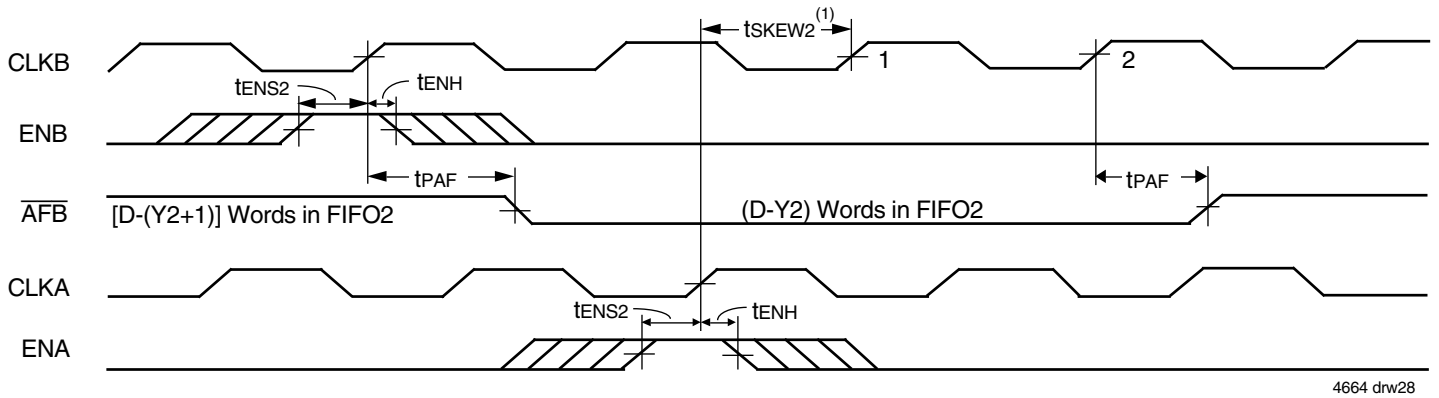 tSKEW2 (1)
CLKB 1 2
tENS2 tENH
ENB
tPAF tPAF
AFB [D-(Y2+1)] Words in FIFO2 (D-Y2) Words in FIFO2
CLKA
tENS2 tENH
ENA
4664 drw28